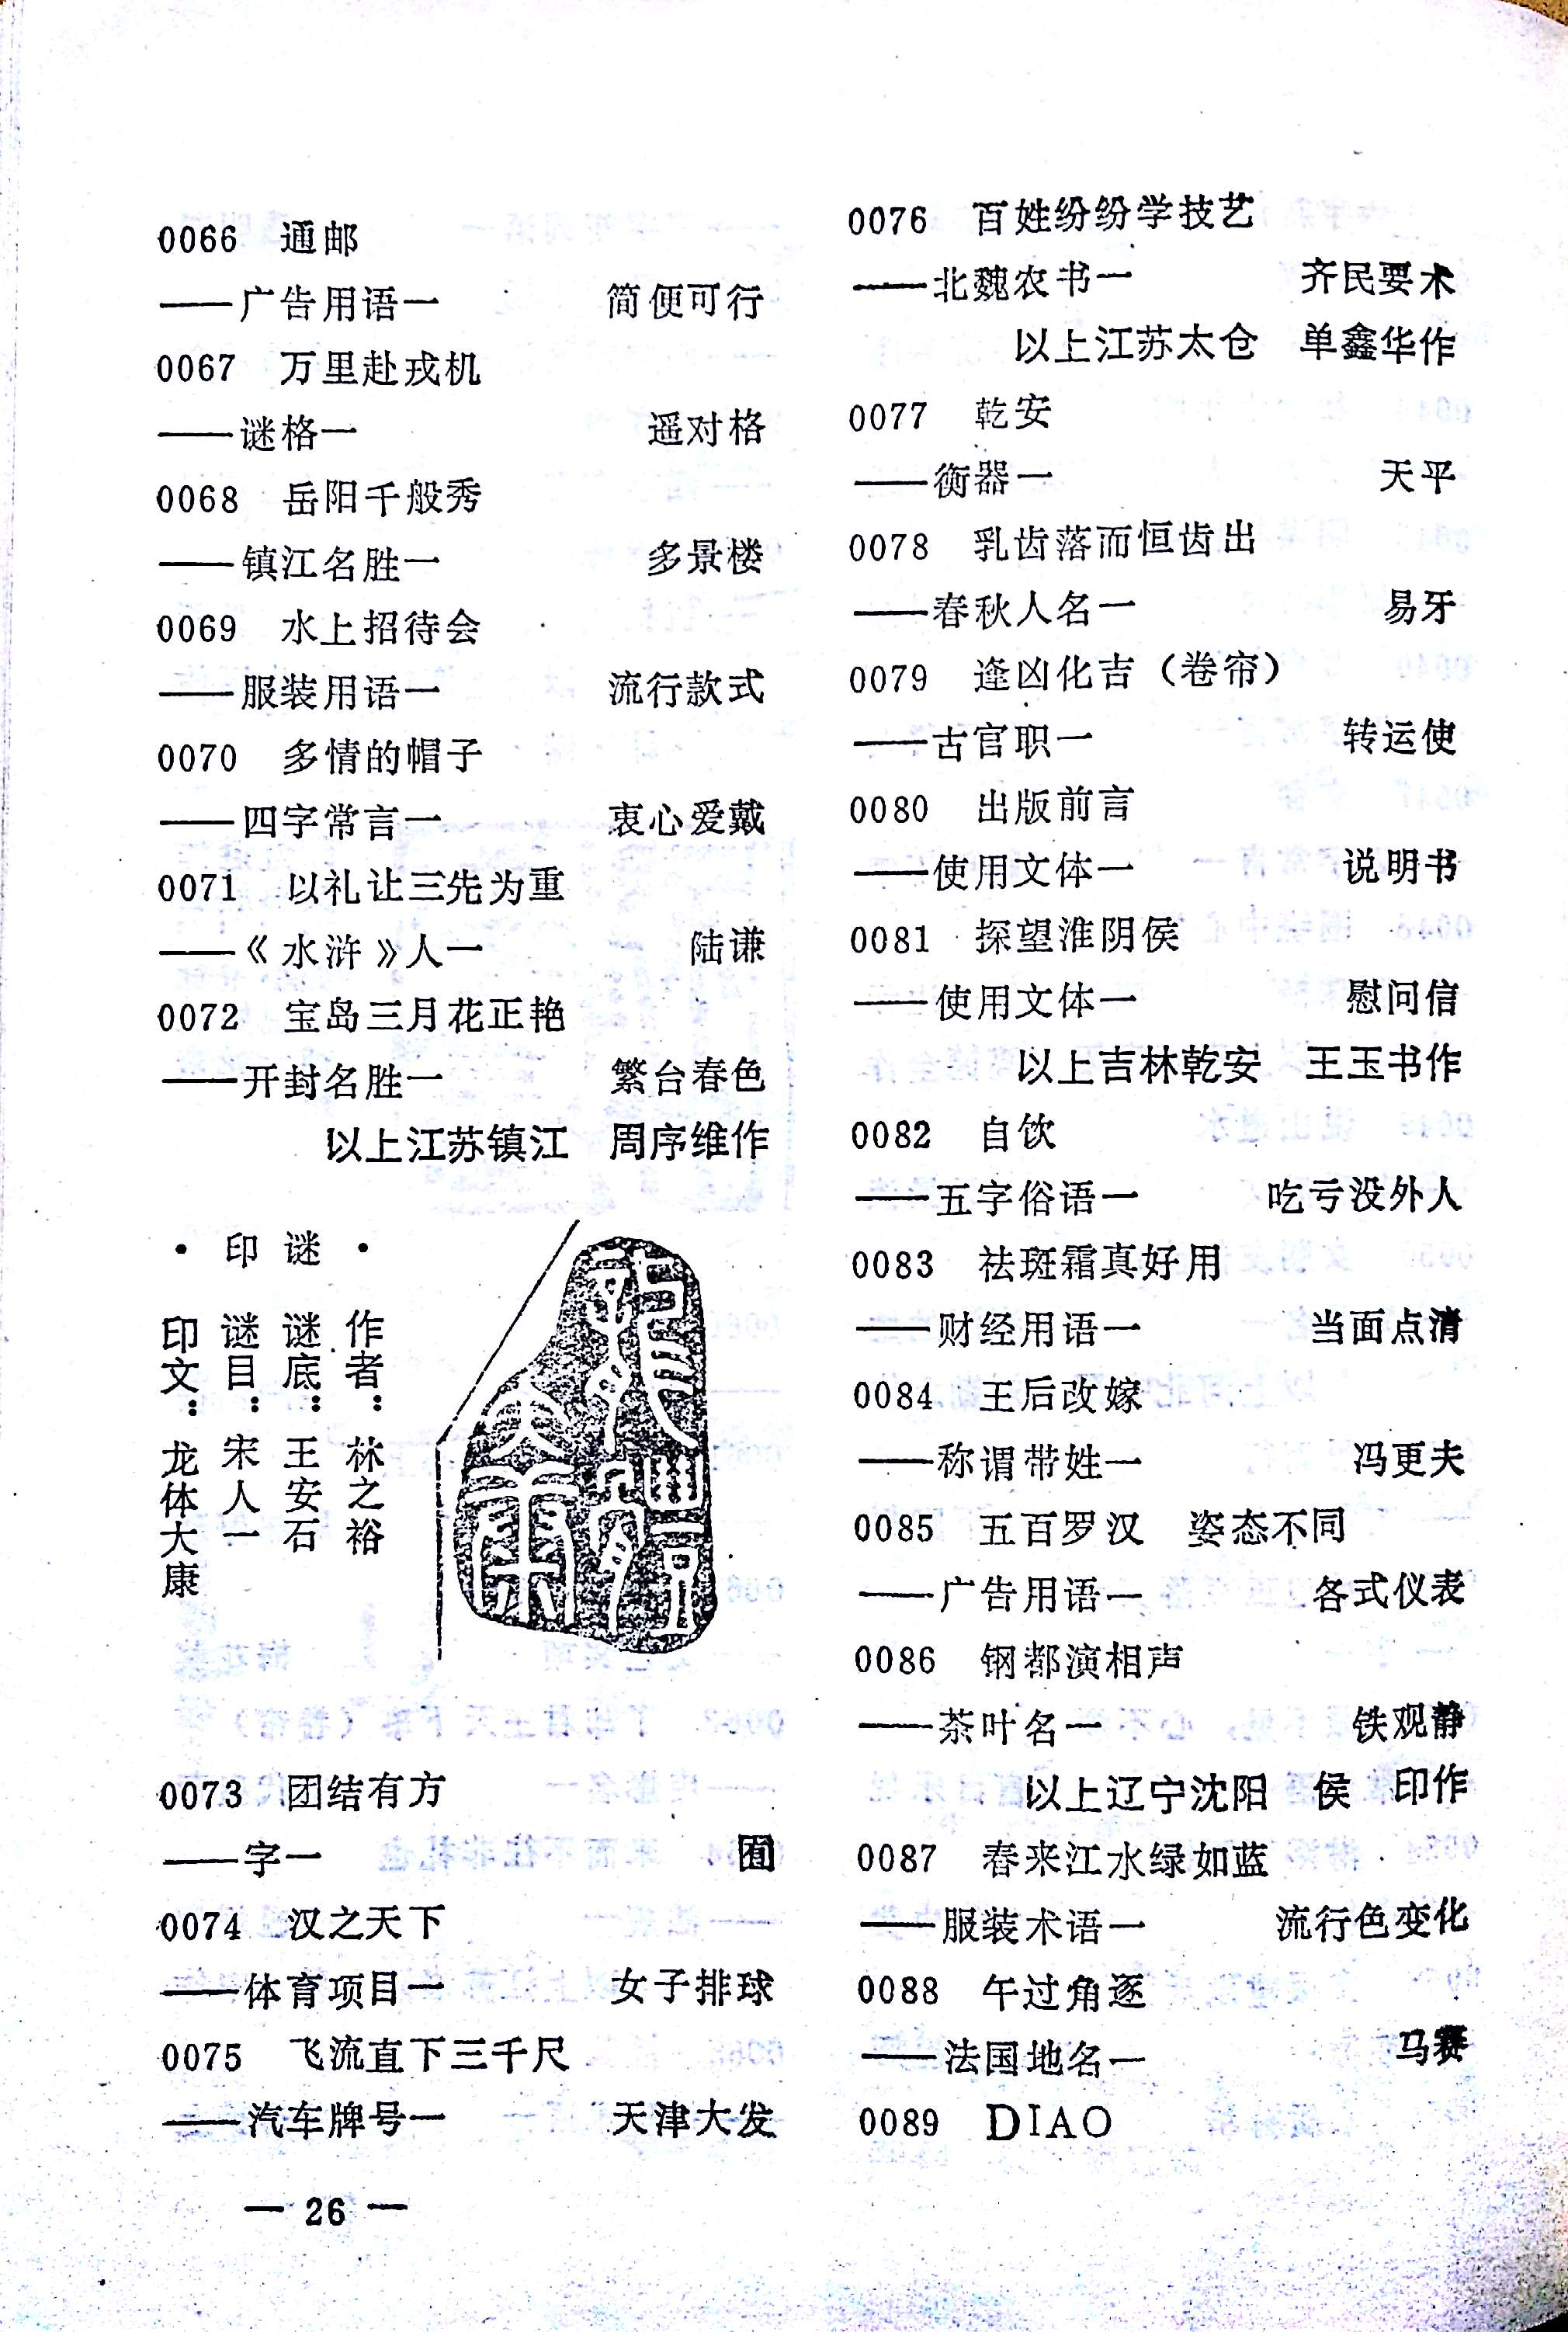 0066 通邮
——广告用语一 简便可行
0067 万里赴戎机
——谜格一 遥对格
0068 岳阳千般秀
——镇江名胜一 多景楼
0069 水上招待会
——服装用语一 流行款式
0070 多情的帽子
——四字常言一 衷心爱戴
0071 以礼让三先为重
——《水浒》人一 陆谦
0072 宝岛三月花正艳
——开封名胜一 繁台春色
以上江苏镇江 周序维作
·印谜·
印文：龙体大康
谜目：宋人一
谜底：王安石
作者：林之裕
0073 团结有方
——字一
0074 汉之天下
——体育项目一 女子排球
0075 飞流直下三千尺
——汽车牌号一 天津大发
— 26 —
0076 百姓纷纷学技艺
——北魏农书一 齐民要术
以上江苏太仓 单鑫华作
0077 乾安
——衡器一 天平
0078 乳齿落而恒齿出
——春秋人名一 易牙
0079 逢凶化吉（卷帘）
——古官职一 转运使
0080 出版前言
——使用文体一 说明书
0081 探望淮阴侯
——使用文体一 慰问信
以上吉林乾安 王玉书作
0082 自饮
——五字俗语一 吃亏没外人
0083 祛斑霜真好用
——财经用语一 当面点清
0084 王后改嫁
——称谓带姓一 冯更夫
0085 五百罗汉 姿态不同
——广告用语一 各式仪表
0086 钢都演相声
——茶叶名一 铁观静
以上辽宁沈阳 侯 印作
0087 春来江水绿如蓝
——服装术语一 流行色变化
0088 午过角逐
——法国地名一 马赛
0089 DIAO